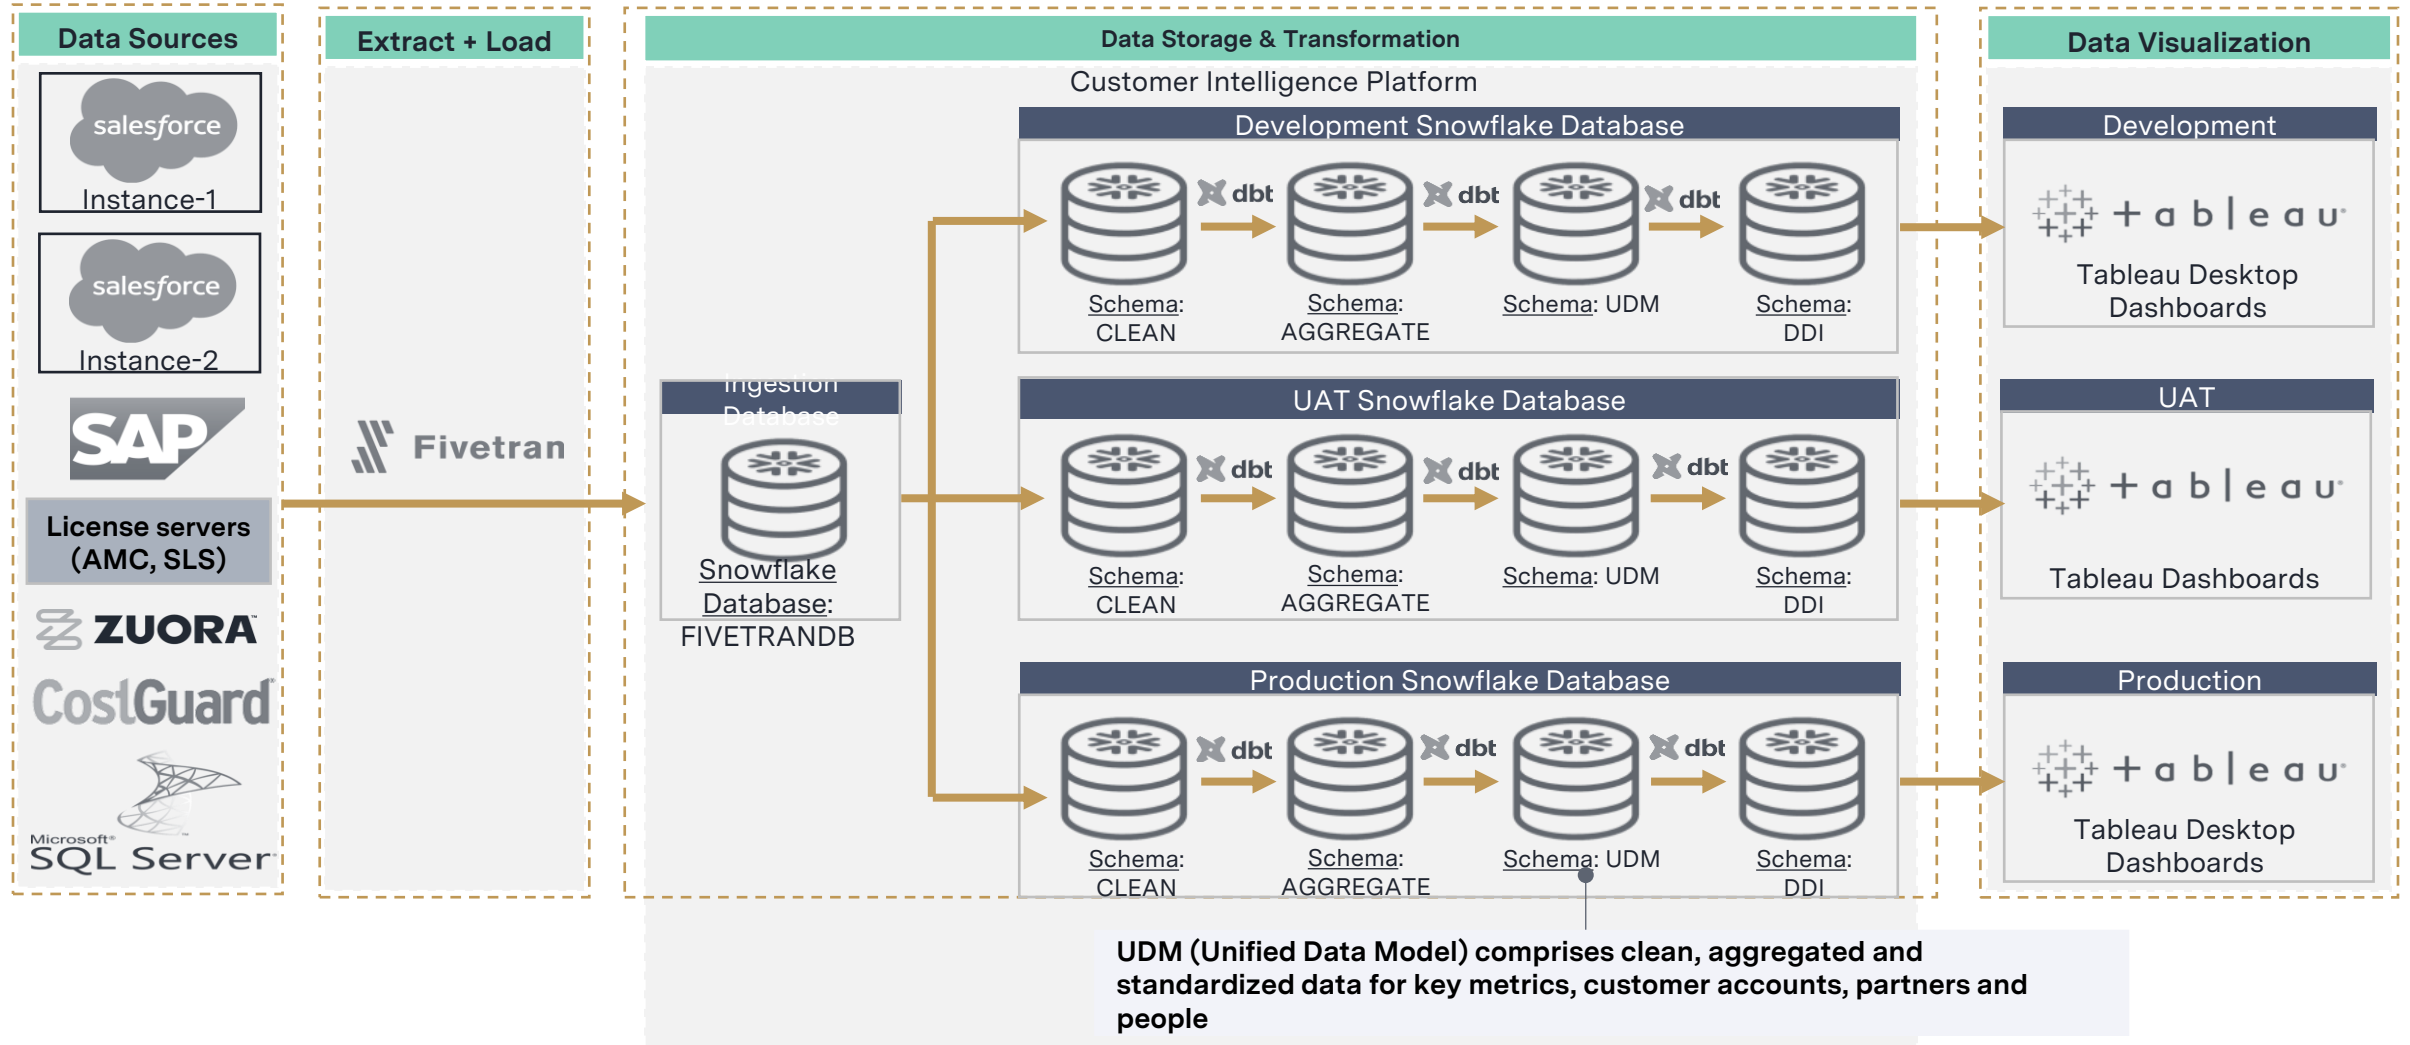 Data Sources
salesforce
Instance-1
salesforce
Instance-2
SAP
License servers
(AMC, SLS)
ZUORA™
CostGuard®
Microsoft®
SQL Server®
Extract + Load
Fivetran
Data Storage & Transformation
Customer Intelligence Platform
Ingestion
Database
Snowflake
Database:
FIVETRANDB
Development Snowflake Database
dbt dbt dbt
Schema: Schema: Schema: UDM Schema:
CLEAN AGGREGATE DDI
UAT Snowflake Database
dbt dbt dbt
Schema: Schema: Schema: UDM Schema:
CLEAN AGGREGATE DDI
Production Snowflake Database
dbt dbt dbt
Schema: Schema: Schema: UDM Schema:
CLEAN AGGREGATE DDI
UDM (Unified Data Model) comprises clean, aggregated and
standardized data for key metrics, customer accounts, partners and
people
Data Visualization
Development
+ableau
Tableau Desktop
Dashboards
UAT
+ableau
Tableau Dashboards
Production
+ableau
Tableau Desktop
Dashboards